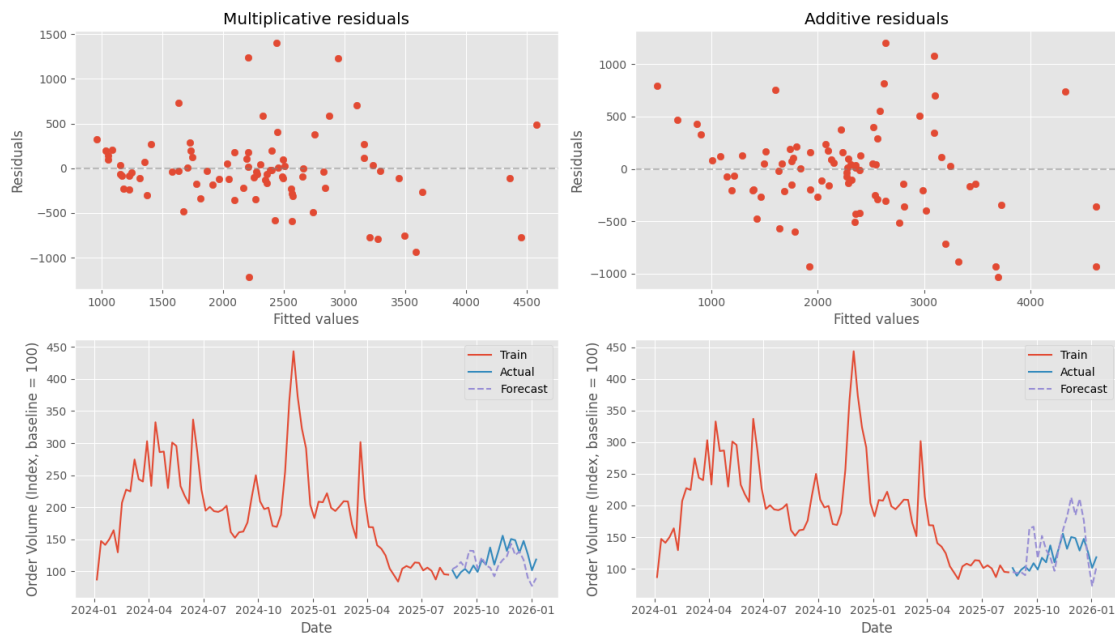 Multiplicative residuals
Residuals
1500
1000
500
0
−500
−1000
1000 1500 2000 2500 3000 3500 4000 4500
Fitted values
Additive residuals
Residuals
1000
500
0
−500
−1000
1000 2000 3000 4000
Fitted values
Order Volume (Index, baseline = 100)
450
400
350
300
250
200
150
100
Train
Actual
Forecast
2024-01 2024-04 2024-07 2024-10 2025-01 2025-04 2025-07 2025-10 2026-01
Date
Order Volume (Index, baseline = 100)
450
400
350
300
250
200
150
100
Train
Actual
Forecast
2024-01 2024-04 2024-07 2024-10 2025-01 2025-04 2025-07 2025-10 2026-01
Date